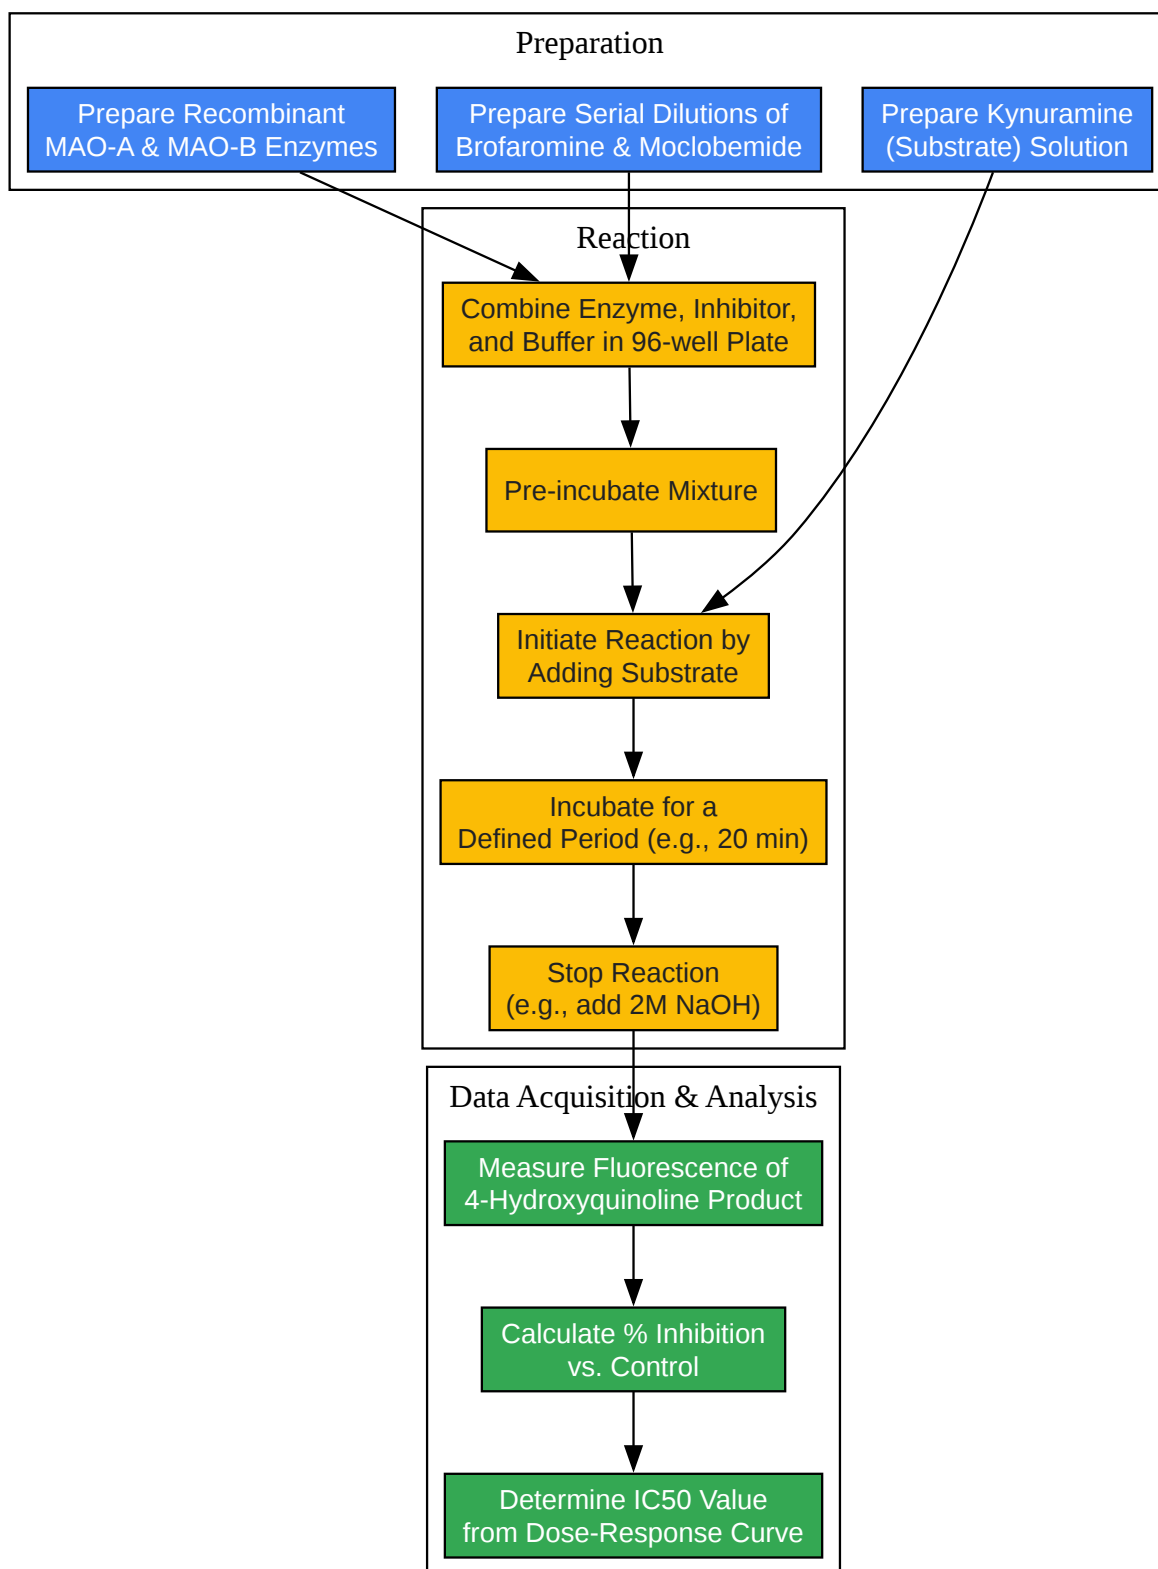 Preparation
Prepare Recombinant
MAO-A & MAO-B Enzymes
Prepare Serial Dilutions of
Brofaromine & Moclobemide
Prepare Kynuramine
(Substrate) Solution
Reaction
Combine Enzyme, Inhibitor,
and Buffer in 96-well Plate
Pre-incubate Mixture
Initiate Reaction by
Adding Substrate
Incubate for a
Defined Period (e.g., 20 min)
Stop Reaction
(e.g., add 2M NaOH)
Data Acquisition & Analysis
Measure Fluorescence of
4-Hydroxyquinoline Product
Calculate % Inhibition
vs. Control
Determine IC50 Value
from Dose-Response Curve